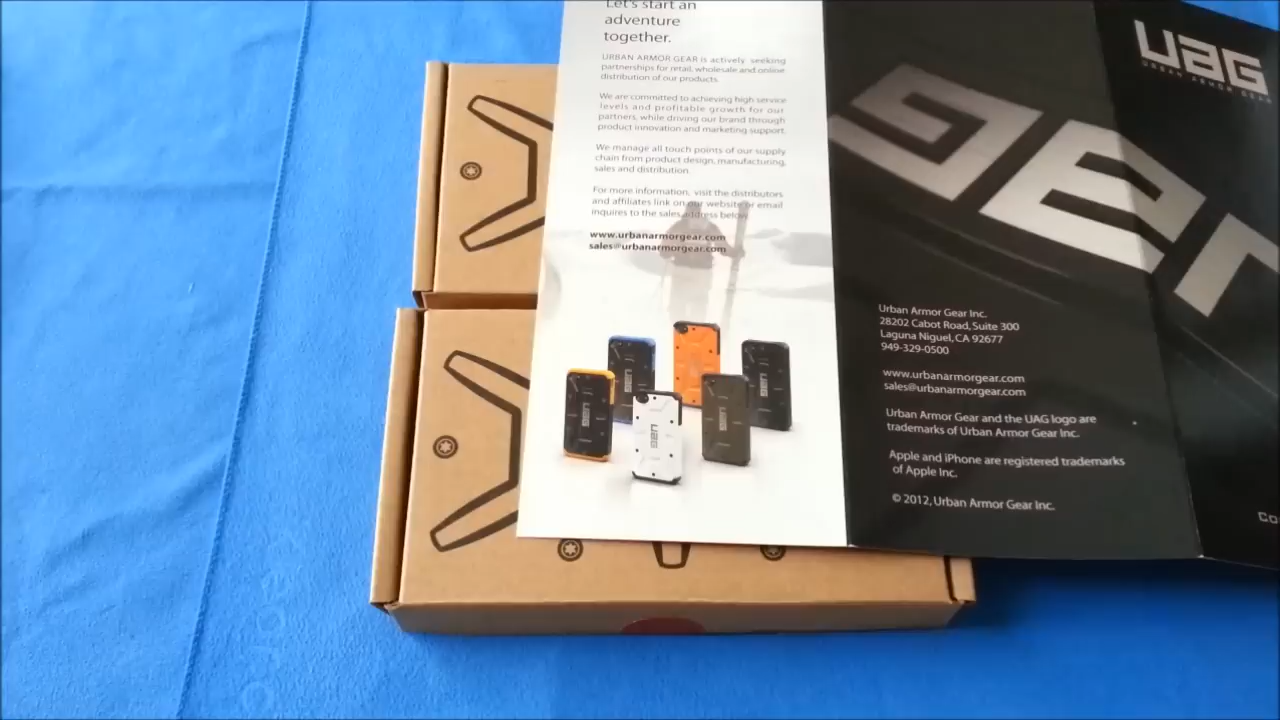 Let's start an
adventure
together.
URBAN ARMOR GEAR is actively seeking
partnerships for retail, wholesale and online
distribution of our products.
We are committed to achieving high service
levels and profitable growth for our
partners, while driving our brand through
product innovation and marketing support.
We manage all touch points of our supply
chain from product design, manufacturing,
sales and distribution.
For more information, visit the distributors
and affiliates link on our website or email
inquires to the sales address below.
www.urbanarmorgear.com
sales@urbanarmorgear.com
UAG
UAG
UAG
UAG
UAG
UAG
URBAN ARMOR GEAR
Urban Armor Gear Inc.
28202 Cabot Road, Suite 300
Laguna Niguel, CA 92677
949-329-0500
www.urbanarmorgear.com
sales@urbanarmorgear.com
Urban Armor Gear and the UAG logo are
trademarks of Urban Armor Gear Inc.
Apple and iPhone are registered trademarks
of Apple Inc.
© 2012, Urban Armor Gear Inc.
Co